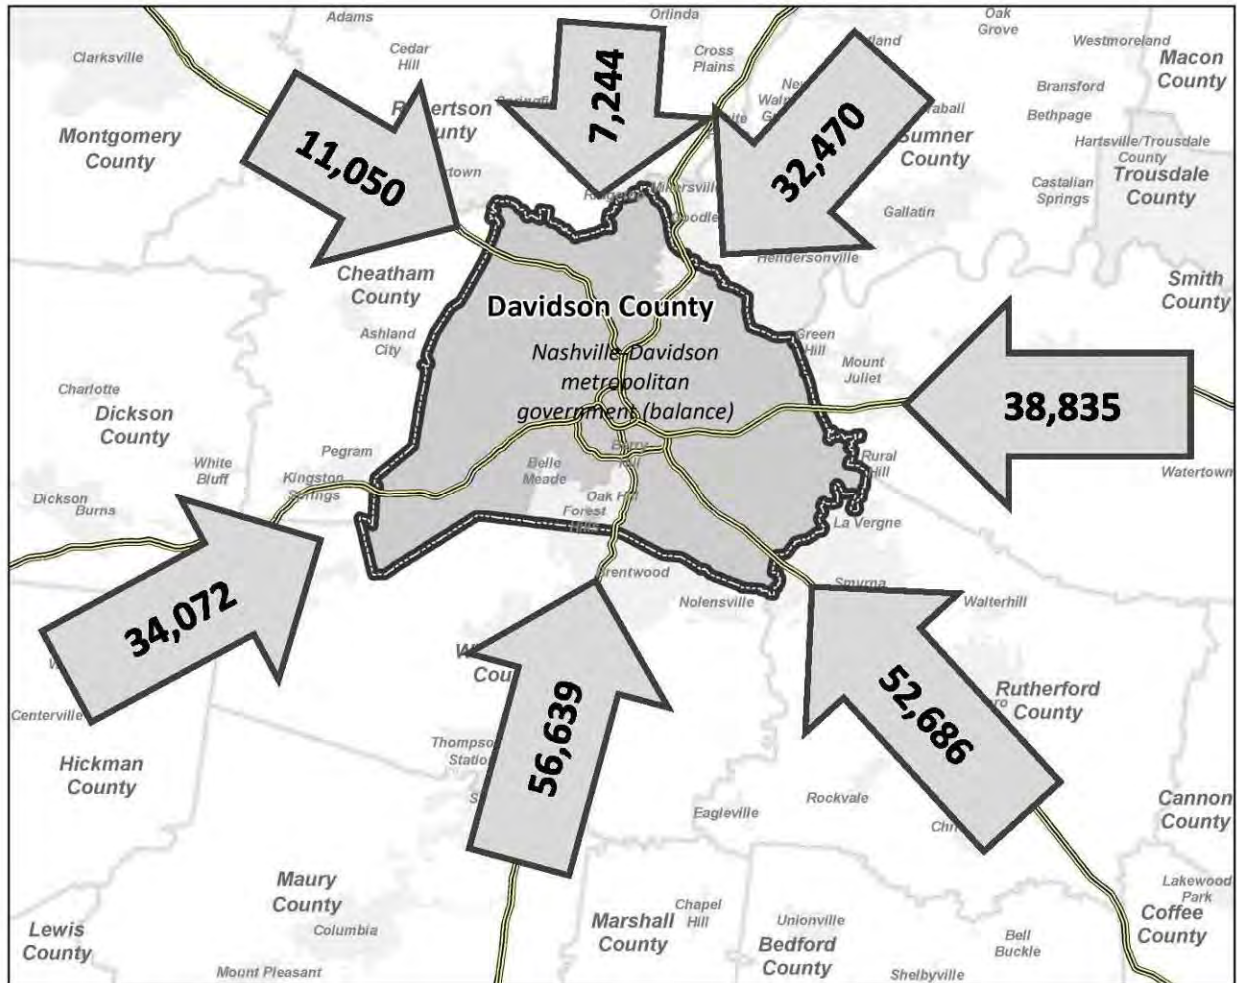 Adams
Orlinda
Oak
Grove
Clarksville
Cedar
Hill
Cross
Plains
Westmoreland
Macon
County
Bransford
Bethpage
7,244
Montgomery
County
11,050
32,470
Sumner
County
Hartsville/Trousdale
County
Trousdale
County
Castalian
Springs
Gallatin
Hendersonville
Cheatham
County
Smith
County
Davidson County
Ashland
City
Green
Hill
Mount
Juliet
Nashville-Davidson
metropolitan
government (balance)
Charlotte
Dickson
County
38,835
Pegram
White
Bluff
Kingston
Springs
Belle
Meade
Berry
Hill
Rural
Hill
Watertown
Dickson
Burns
Oak Hill
Forest
Hills
La Vergne
Brentwood
Smyrna
Nolensville
Walterhill
34,072
56,639
52,686
Rutherford
County
Centerville
Hickman
County
Rockvale
Eagleville
Cannon
County
Maury
County
Columbia
Lewis
County
Marshall
County
Chapel
Hill
Unionville
Bedford
County
Bell
Buckle
Lakewood
Park
Coffee
County
Mount Pleasant
Shelbyville